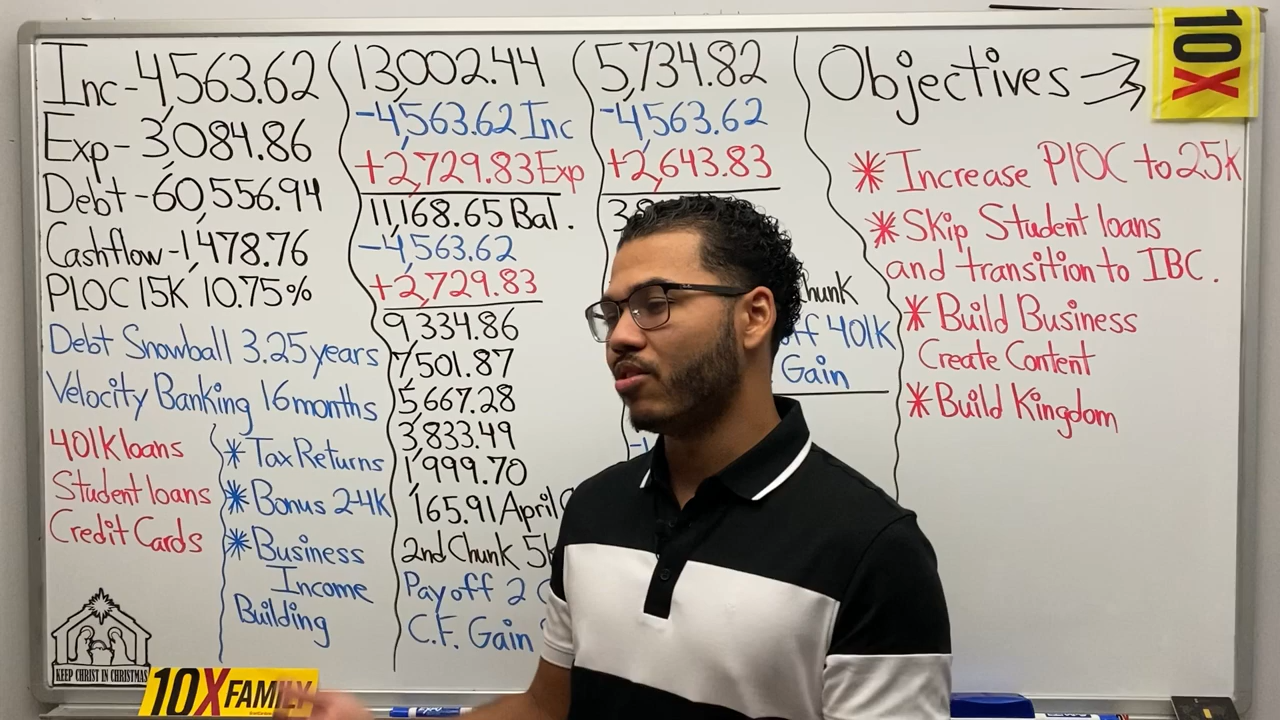 Inc-4,563.62
Exp- 3,084.86
Debt-60,556.94
Cashflow-1,478.76
PLOC 15K 10.75%
Debt Snowball 3.25 years
Velocity Banking 16 months
401K loans
Student loans
Credit Cards
* Tax Returns
* Bonus 2-4K
* Business
Income
Building
KEEP CHRIST IN CHRISTMAS
10X FAMILY
13,002.44
-4,563.62 Inc
+2,729.83 Exp
11,168.65 Bal.
-4,563.62
+2,729.83
9,334.86
7,501.87
5,667.28
3,833.49
1,999.70
165.91 April
2nd Chunk
Payoff 2
C.F. Gain
5,734.82
-4,563.62
+2,643.83
401K
Gain
Objectives →
10X
* Increase PLOC to 25K
* Skip Student loans
and transition to IBC.
* Build Business
Create Content
* Build Kingdom